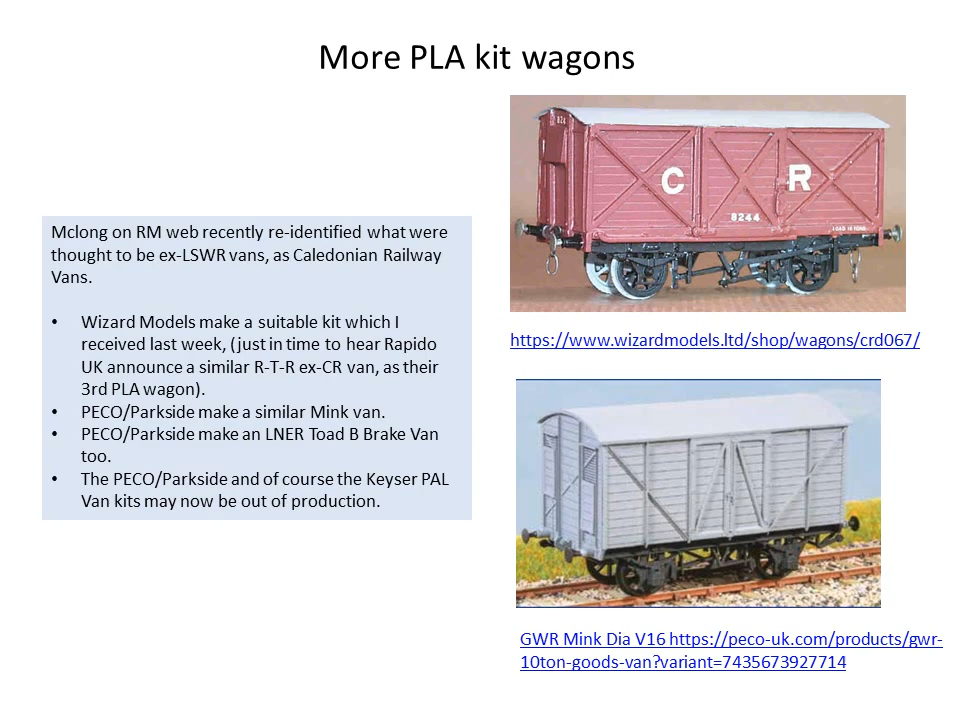 More PLA kit wagons
Mclong on RM web recently re-identified what were
thought to be ex-LSWR vans, as Caledonian Railway
Vans.
• Wizard Models make a suitable kit which I
received last week, (just in time to hear Rapido
UK announce a similar R-T-R ex-CR van, as their
3rd PLA wagon).
• PECO/Parkside make a similar Mink van.
• PECO/Parkside make an LNER Toad B Brake Van
too.
• The PECO/Parkside and of course the Keyser PAL
Van kits may now be out of production.
824
C R
8244
https://www.wizardmodels.ltd/shop/wagons/crd067/
GWR Mink Dia V16 https://peco-uk.com/products/gwr-
10ton-goods-van?variant=7435673927714